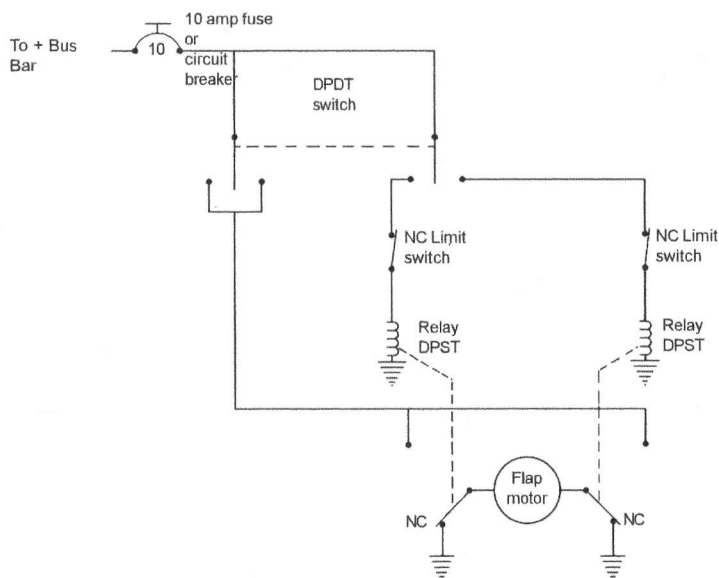 To + Bus
Bar
10
10 amp fuse
or
circuit
breaker
DPDT
switch
NC Limit
switch
NC Limit
switch
Relay
DPST
Relay
DPST
Flap
motor
NC
NC